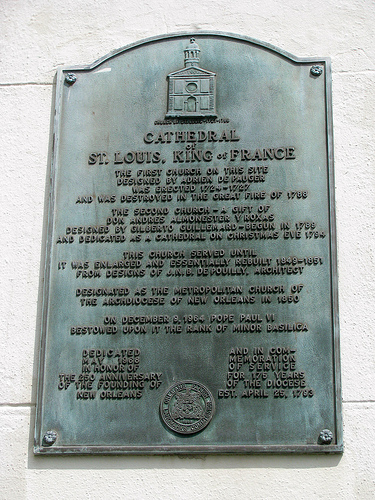 CATHEDRAL
of
ST. LOUIS, KING of FRANCE
THE FIRST CHURCH ON THIS SITE
DESIGNED BY ADRIEN DE PAUGER
WAS ERECTED 1724-1727
AND WAS DESTROYED IN THE GREAT FIRE OF 1788
THE SECOND CHURCH - A GIFT OF
DON ANDRES ALMONESTER Y ROXAS
DESIGNED BY GILBERTO GUILLEMARD - BEGUN IN 1789
AND DEDICATED AS A CATHEDRAL ON CHRISTMAS EVE 1794
THIS CHURCH SERVED UNTIL
IT WAS ENLARGED AND ESSENTIALLY REBUILT 1849-1851
FROM DESIGNS OF J.N.B. DE POUILLY, ARCHITECT
DESIGNATED AS THE METROPOLITAN CHURCH OF
THE ARCHDIOCESE OF NEW ORLEANS IN 1850
ON DECEMBER 9, 1964 POPE PAUL VI
BESTOWED UPON IT THE RANK OF MINOR BASILICA
DEDICATED
MAY 1968
IN HONOR OF
THE 250 ANNIVERSARY
OF THE FOUNDING OF
NEW ORLEANS
AND IN COM-
MEMORATION
OF SERVICE
FOR 175 YEARS
OF THE DIOCESE
EST. APRIL 25, 1793